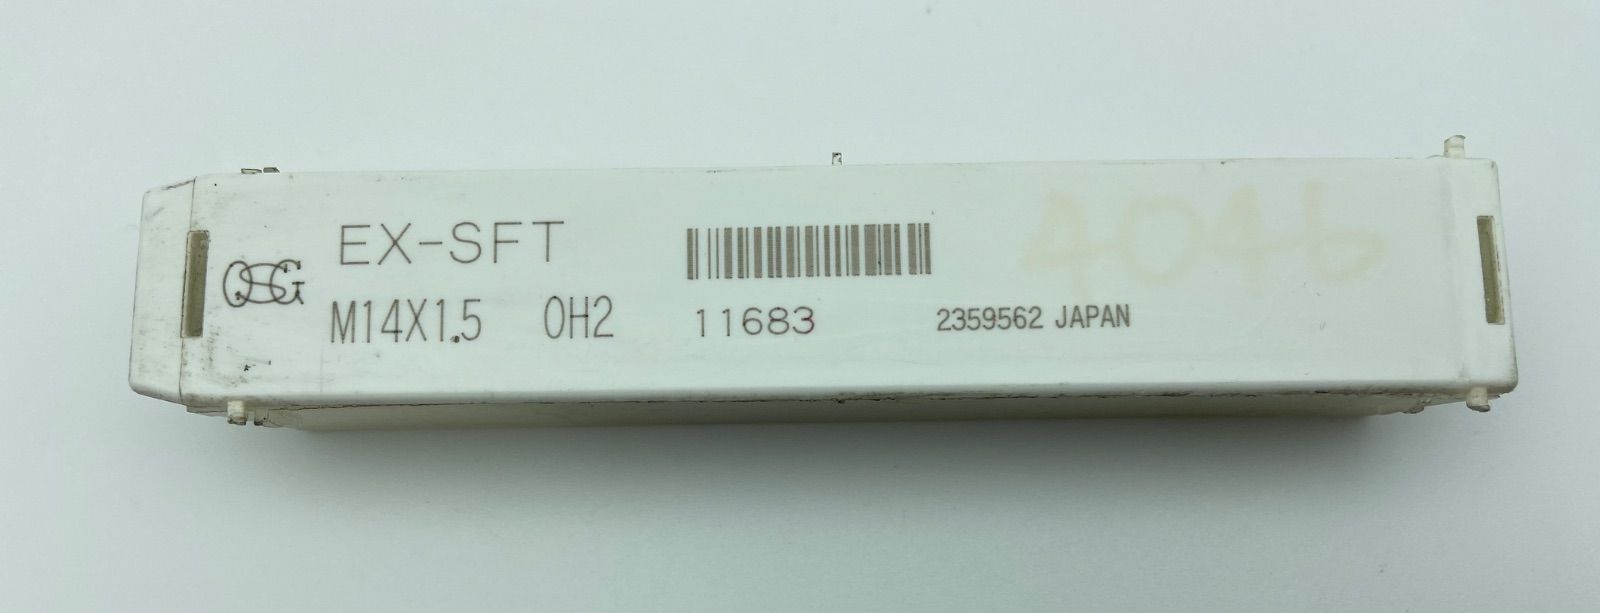 OSG
EX-SFT
M14X1.5 OH2
11683
2359562 JAPAN
4046